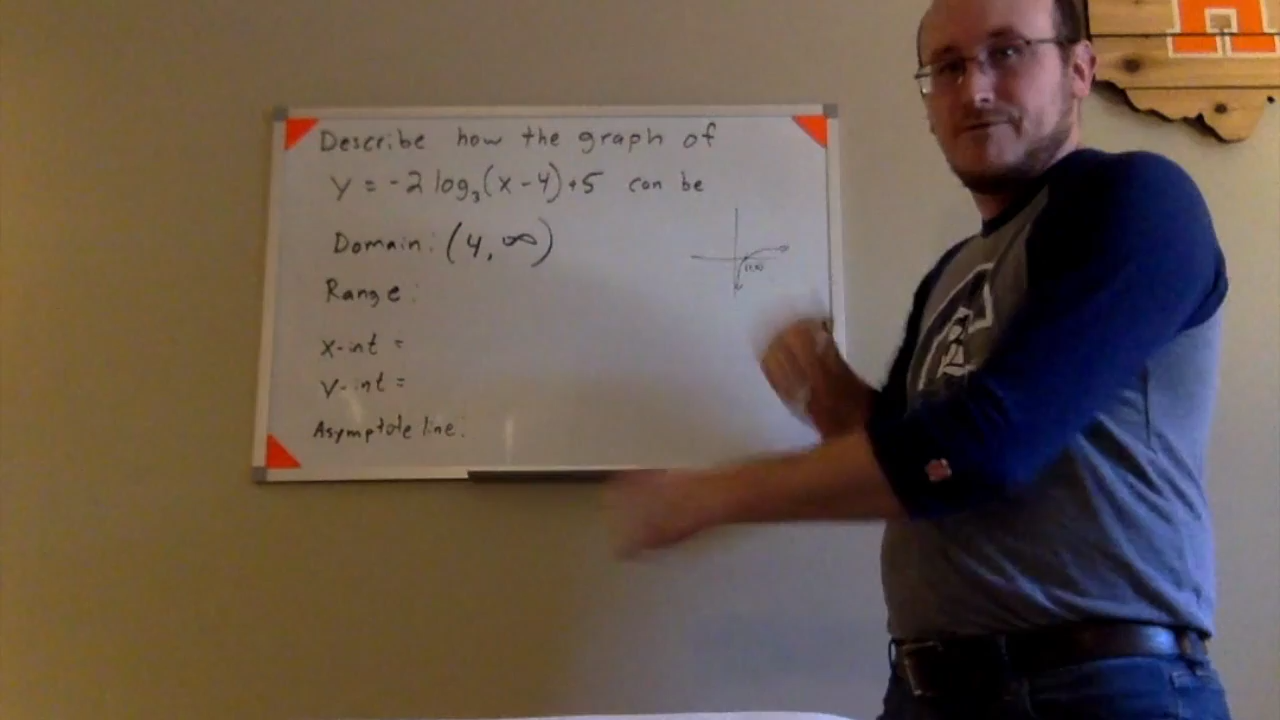 Describe how the graph of
y = -2 log₃(x - 4) + 5 can be
Domain: (4, ∞)
Range:
x-int =
y-int =
Asymptote line: